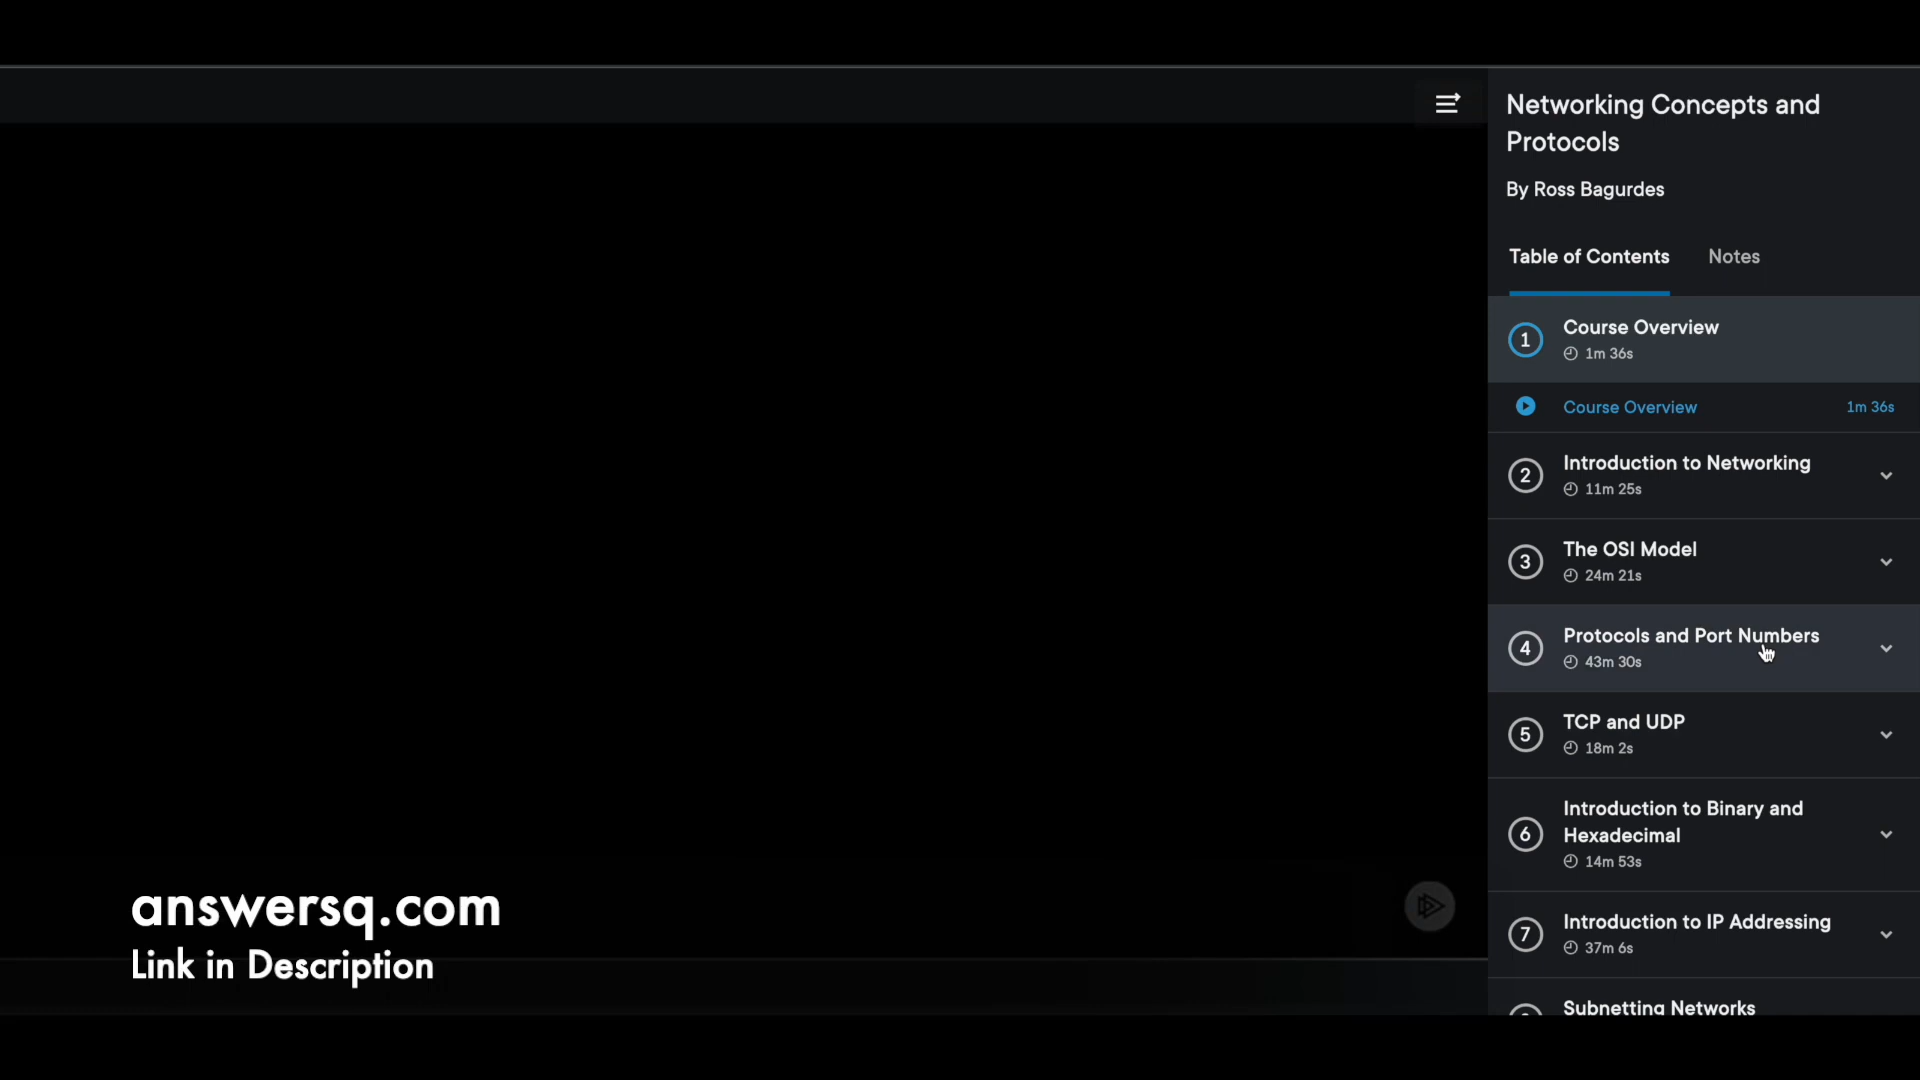 Networking Concepts and
Protocols
By Ross Bagurdes
Table of Contents Notes
1 Course Overview
1m 36s
Course Overview 1m 36s
2 Introduction to Networking
11m 25s
3 The OSI Model
24m 21s
4 Protocols and Port Numbers
43m 30s
5 TCP and UDP
18m 2s
6 Introduction to Binary and
Hexadecimal
14m 53s
7 Introduction to IP Addressing
37m 6s
Subnetting Networks
answersq.com
Link in Description